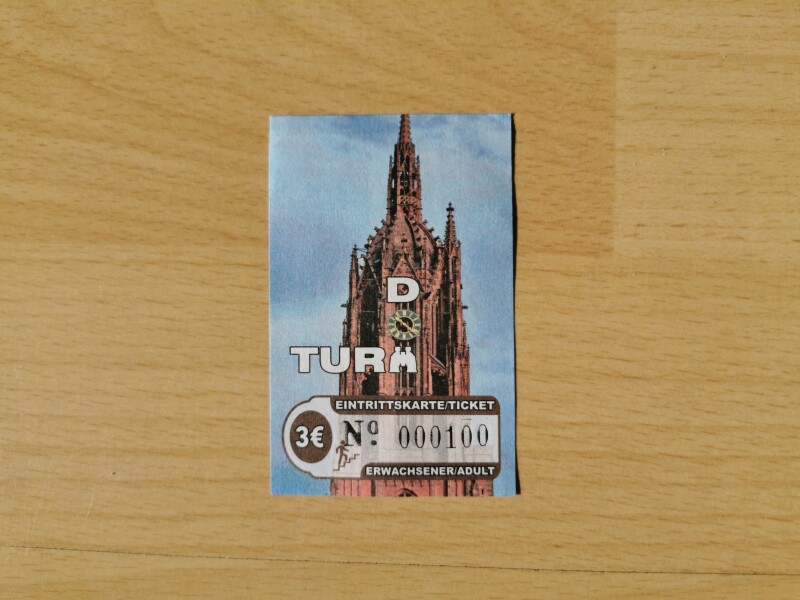 D
TURM
EINTRITTSKARTE/TICKET
3€ Nº. 000100
ERWACHSENER/ADULT